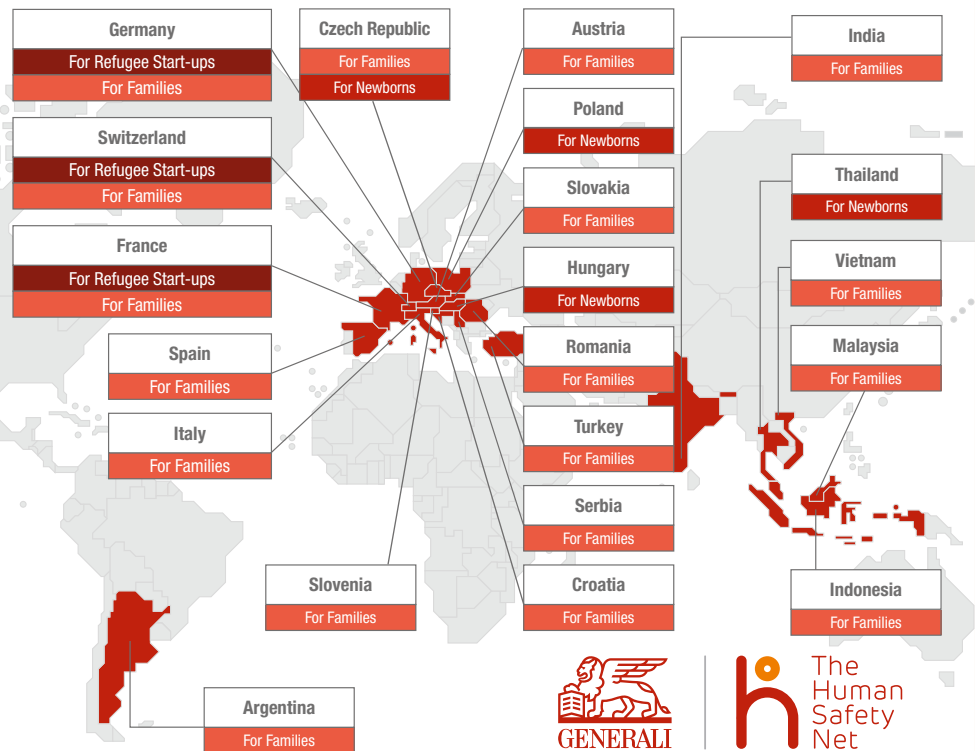 Germany
For Refugee Start-ups
For Families
Switzerland
For Refugee Start-ups
For Families
France
For Refugee Start-ups
For Families
Spain
For Families
Italy
For Families
Czech Republic
For Families
For Newborns
Austria
For Families
Poland
For Newborns
Slovakia
For Families
Hungary
For Newborns
Romania
For Families
Turkey
For Families
Serbia
For Families
Croatia
For Families
Slovenia
For Families
Argentina
For Families
India
For Families
Thailand
For Newborns
Vietnam
For Families
Malaysia
For Families
Indonesia
For Families
GENERALI
The
Human
Safety
Net